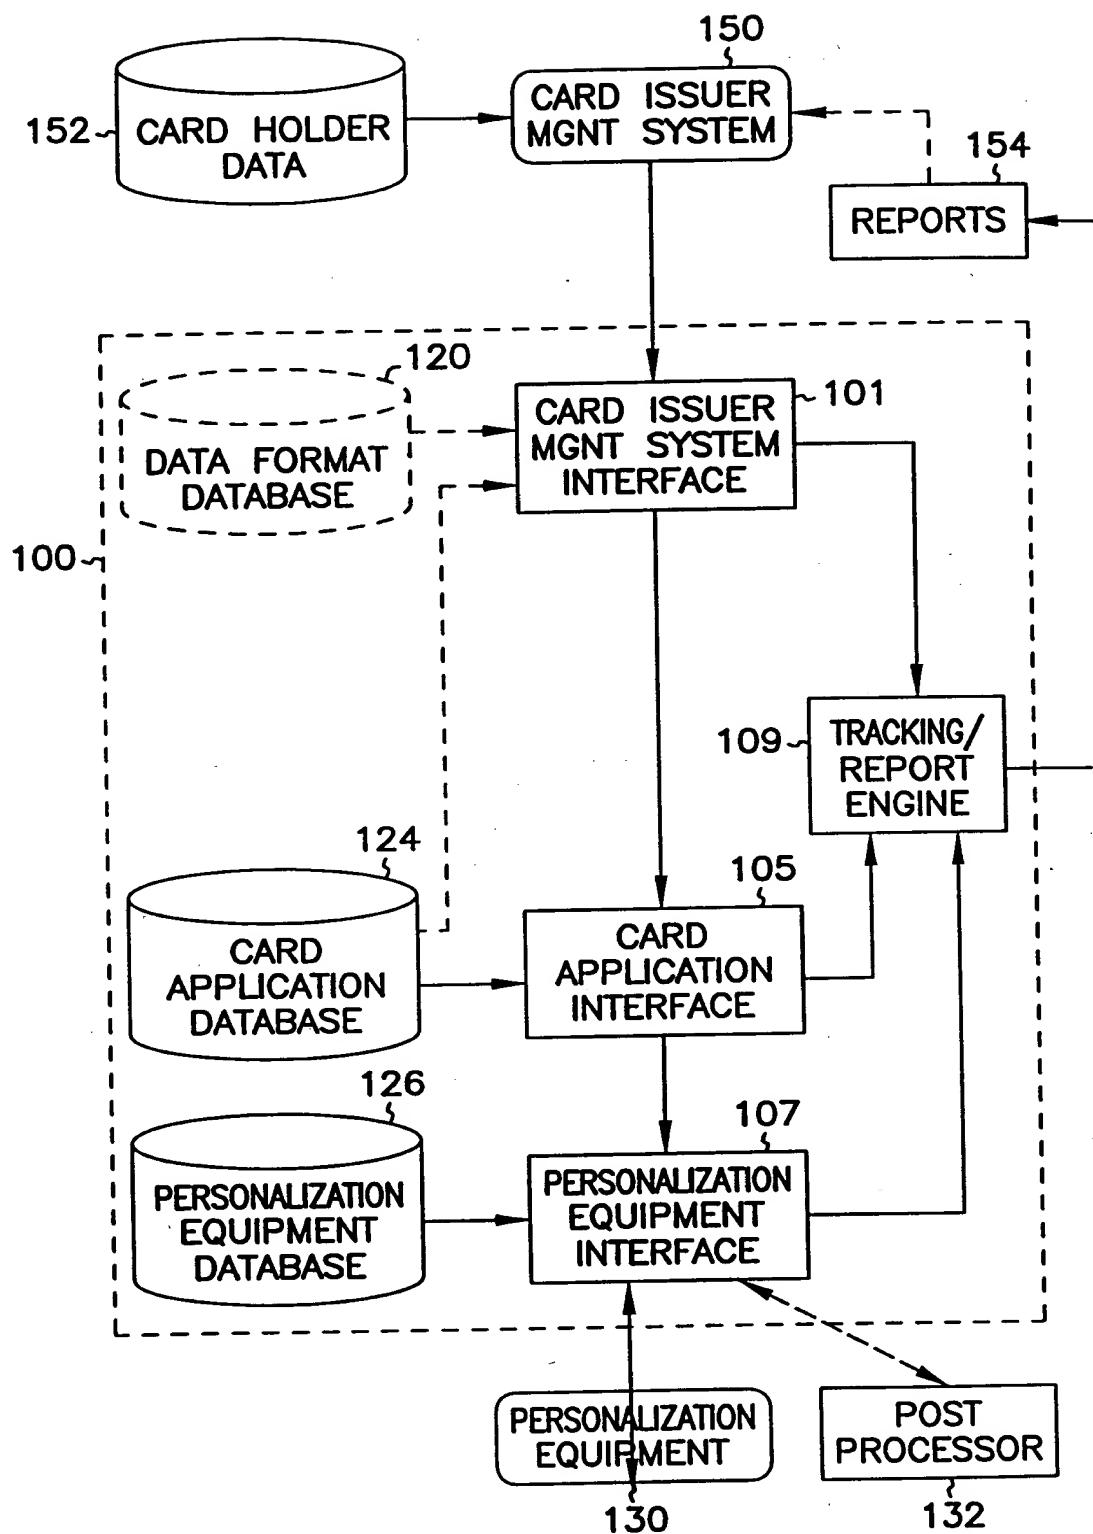 150
CARD ISSUER
MGNT SYSTEM
152
CARD HOLDER
DATA
154
REPORTS
120
DATA FORMAT
DATABASE
CARD ISSUER
MGNT SYSTEM
INTERFACE
101
100
109
TRACKING/
REPORT
ENGINE
124
CARD
APPLICATION
DATABASE
105
CARD
APPLICATION
INTERFACE
126
PERSONALIZATION
EQUIPMENT
DATABASE
107
PERSONALIZATION
EQUIPMENT
INTERFACE
PERSONALIZATION
EQUIPMENT
130
POST
PROCESSOR
132